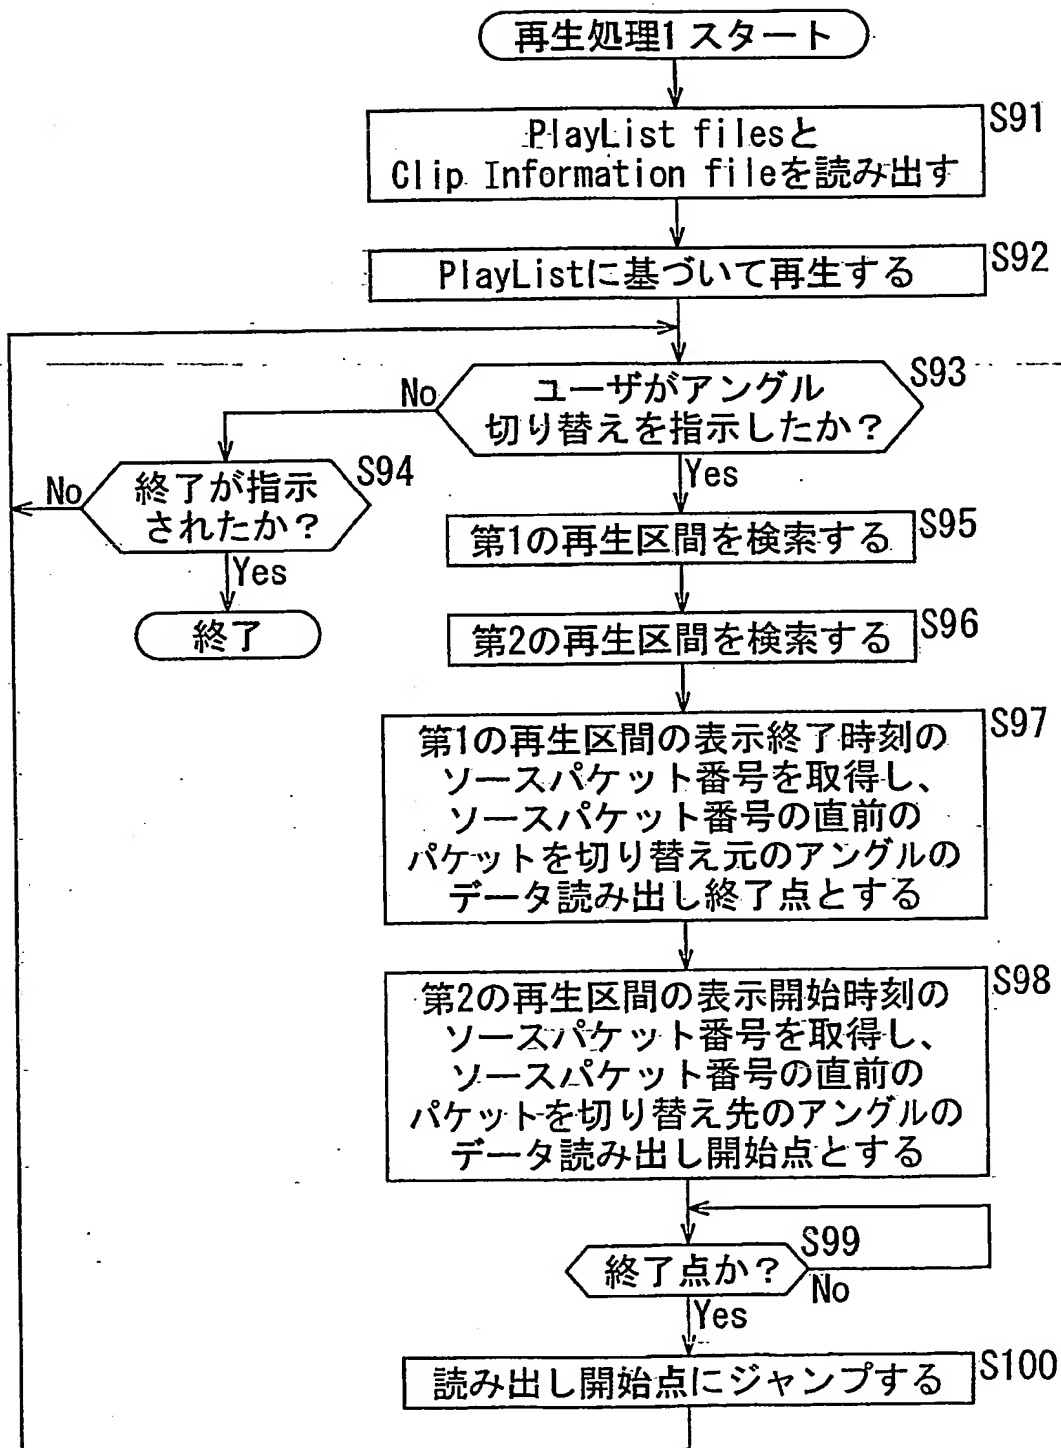 再生処理1 スタート
S91
PlayList filesと
Clip Information fileを読み出す
S92
PlayListに基づいて再生する
S93
ユーザがアングル
切り替えを指示したか？
No
Yes
S94
終了が指示
されたか？
No
Yes
終了
S95
第1の再生区間を検索する
S96
第2の再生区間を検索する
S97
第1の再生区間の表示終了時刻の
ソースパケット番号を取得し、
ソースパケット番号の直前の
パケットを切り替え元のアングルの
データ読み出し終了点とする
S98
第2の再生区間の表示開始時刻の
ソースパケット番号を取得し、
ソースパケット番号の直前の
パケットを切り替え先のアングルの
データ読み出し開始点とする
S99
終了点か？
No
Yes
S100
読み出し開始点にジャンプする